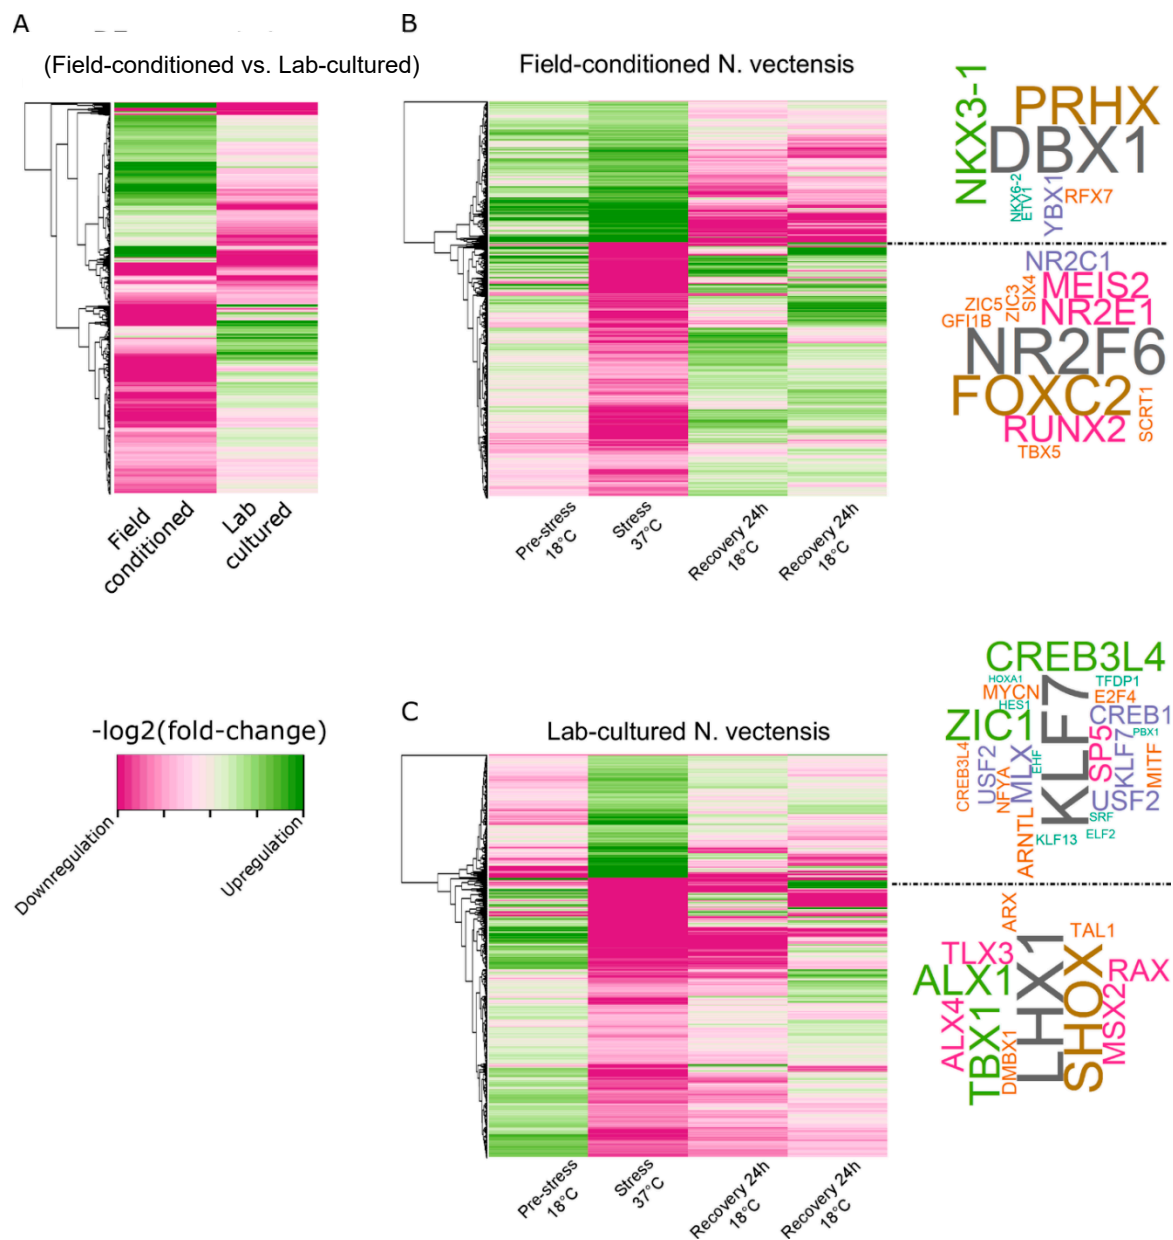 A
(Field-conditioned vs. Lab-cultured)
Field
conditioned
Lab
cultured
B
Field-conditioned N. vectensis
Pre-stress
18°C
Stress
37°C
Recovery 24h
18°C
Recovery 24h
18°C
NKX3-1
PRHX
DBX1
NKX6-2
ETV1
YBX1
RFX7
NR2C1
MEIS2
ZIC5
ZIC3
SIX4
NR2E1
GFI1B
NR2F6
FOXC2
SCRT1
RUNX2
TBX5
-log2(fold-change)
Downregulation
Upregulation
C
Lab-cultured N. vectensis
Pre-stress
18°C
Stress
37°C
Recovery 24h
18°C
Recovery 24h
18°C
CREB3L4
HOXA1
TFDP1
MYCN
E2F4
HES1
ZIC1
CREB1
PBX1
KLF7
SP5
KLF7
MITF
CREB3L4
USF2
NFYA
MLX
EHF
USF2
SRF
ARNTL
KLF13
ELF2
ARX
TAL1
TLX3
LHX1
SHOX
RAX
ALX1
ALX4
TBX1
DMBX1
MSX2